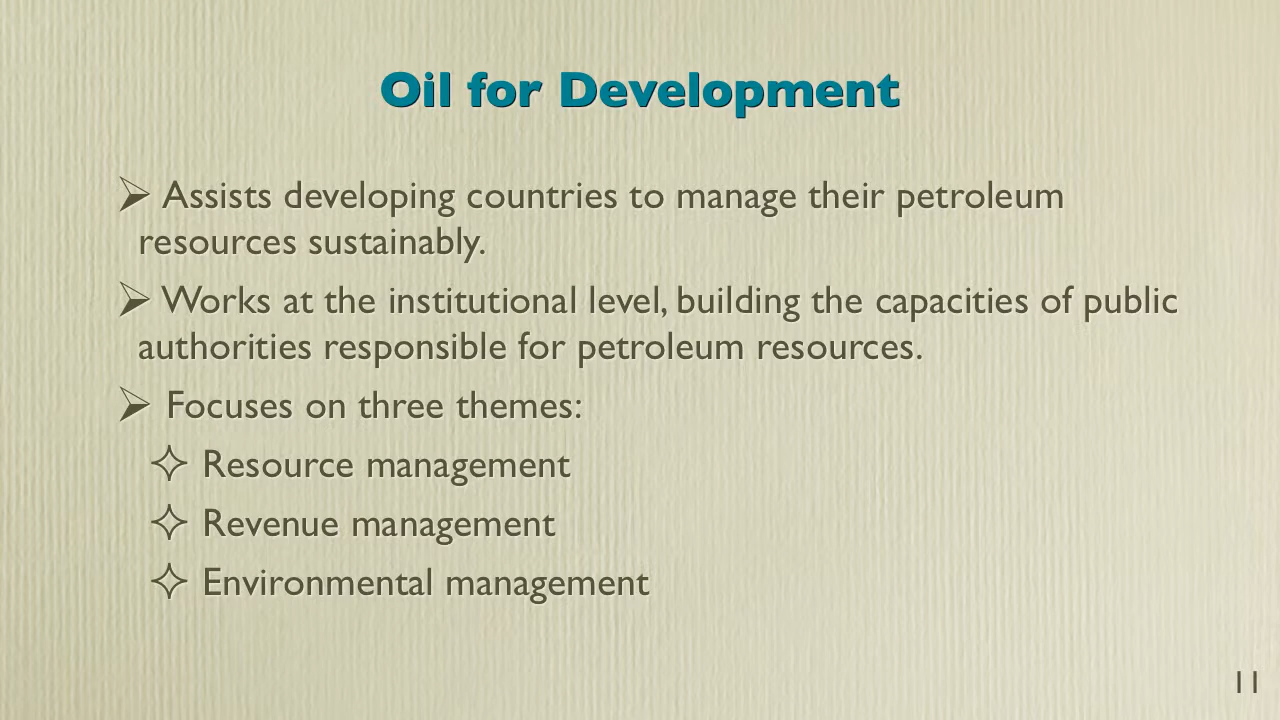 Oil for Development
➢ Assists developing countries to manage their petroleum
resources sustainably.
➢ Works at the institutional level, building the capacities of public
authorities responsible for petroleum resources.
➢ Focuses on three themes:
✧ Resource management
✧ Revenue management
✧ Environmental management
11